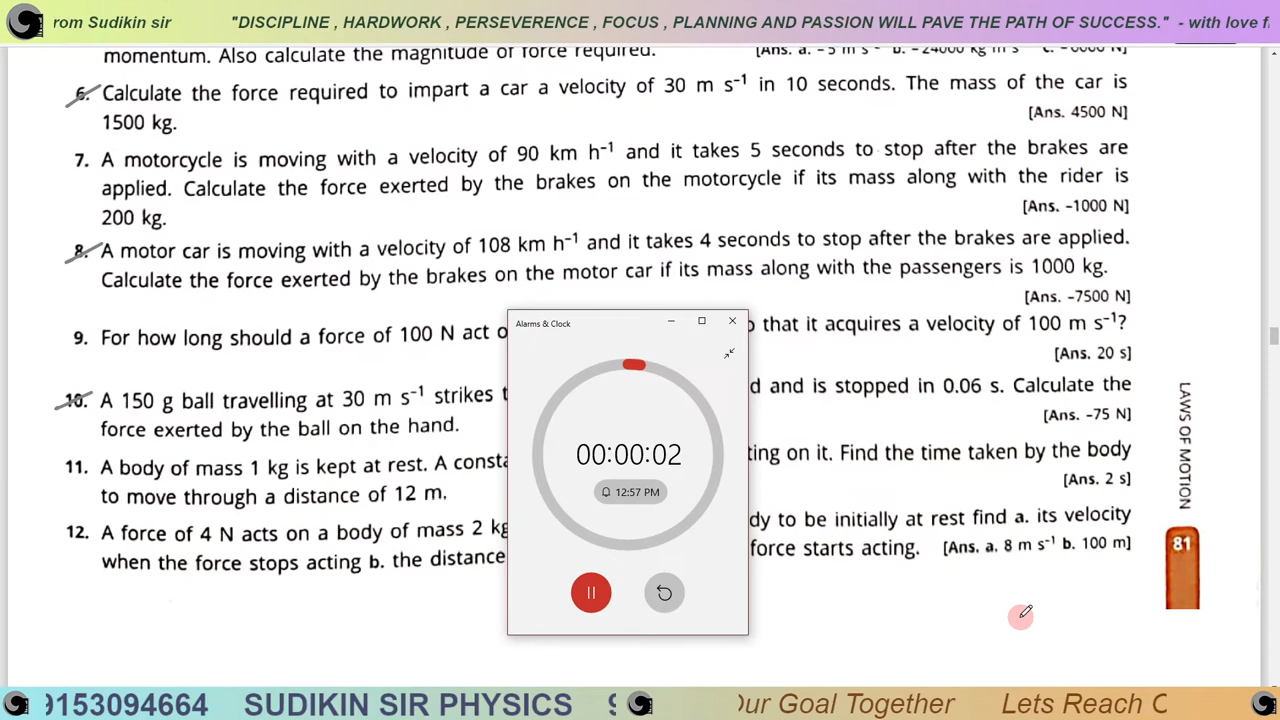 rom Sudikin sir "DISCIPLINE , HARDWORK , PERSEVERENCE , FOCUS , PLANNING AND PASSION WILL PAVE THE PATH OF SUCCESS." - with love f
momentum. Also calculate the magnitude of force required.
6. Calculate the force required to impart a car a velocity of 30 m s⁻¹ in 10 seconds. The mass of the car is
1500 kg. [Ans. 4500 N]
7. A motorcycle is moving with a velocity of 90 km h⁻¹ and it takes 5 seconds to stop after the brakes are
applied. Calculate the force exerted by the brakes on the motorcycle if its mass along with the rider is
200 kg. [Ans. –1000 N]
8. A motor car is moving with a velocity of 108 km h⁻¹ and it takes 4 seconds to stop after the brakes are applied.
Calculate the force exerted by the brakes on the motor car if its mass along with the passengers is 1000 kg.
[Ans. –7500 N]
9. For how long should a force of 100 N act o that it acquires a velocity of 100 m s⁻¹?
[Ans. 20 s]
10. A 150 g ball travelling at 30 m s⁻¹ strikes t d and is stopped in 0.06 s. Calculate the
force exerted by the ball on the hand. [Ans. –75 N]
11. A body of mass 1 kg is kept at rest. A consta ting on it. Find the time taken by the body
to move through a distance of 12 m. [Ans. 2 s]
12. A force of 4 N acts on a body of mass 2 kg dy to be initially at rest find a. its velocity
when the force stops acting b. the distance force starts acting. [Ans. a. 8 m s⁻¹ b. 100 m]
Alarms & Clock
00:00:02
12:57 PM
LAWS OF MOTION
81
9153094664 SUDIKIN SIR PHYSICS 9 Our Goal Together Lets Reach